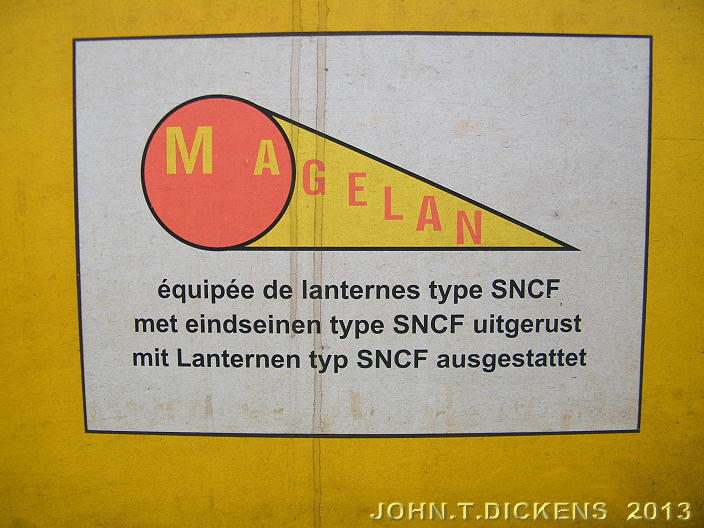 MAGELAN
équipée de lanternes type SNCF
met eindseinen type SNCF uitgerust
mit Lanternen typ SNCF ausgestattet
JOHN.T.DICKENS 2013